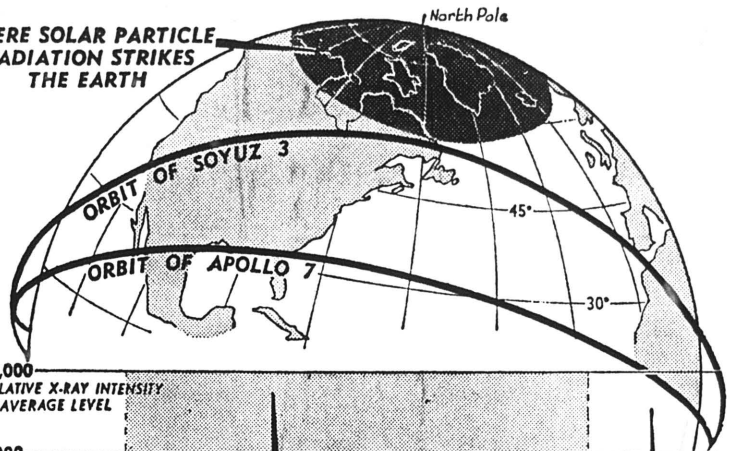 North Pole
ERE SOLAR PARTICLE
ADIATION STRIKES
THE EARTH
ORBIT OF SOYUZ 3
45°
ORBIT OF APOLLO 7
30°
,000
LATIVE X-RAY INTENSITY
AVERAGE LEVEL